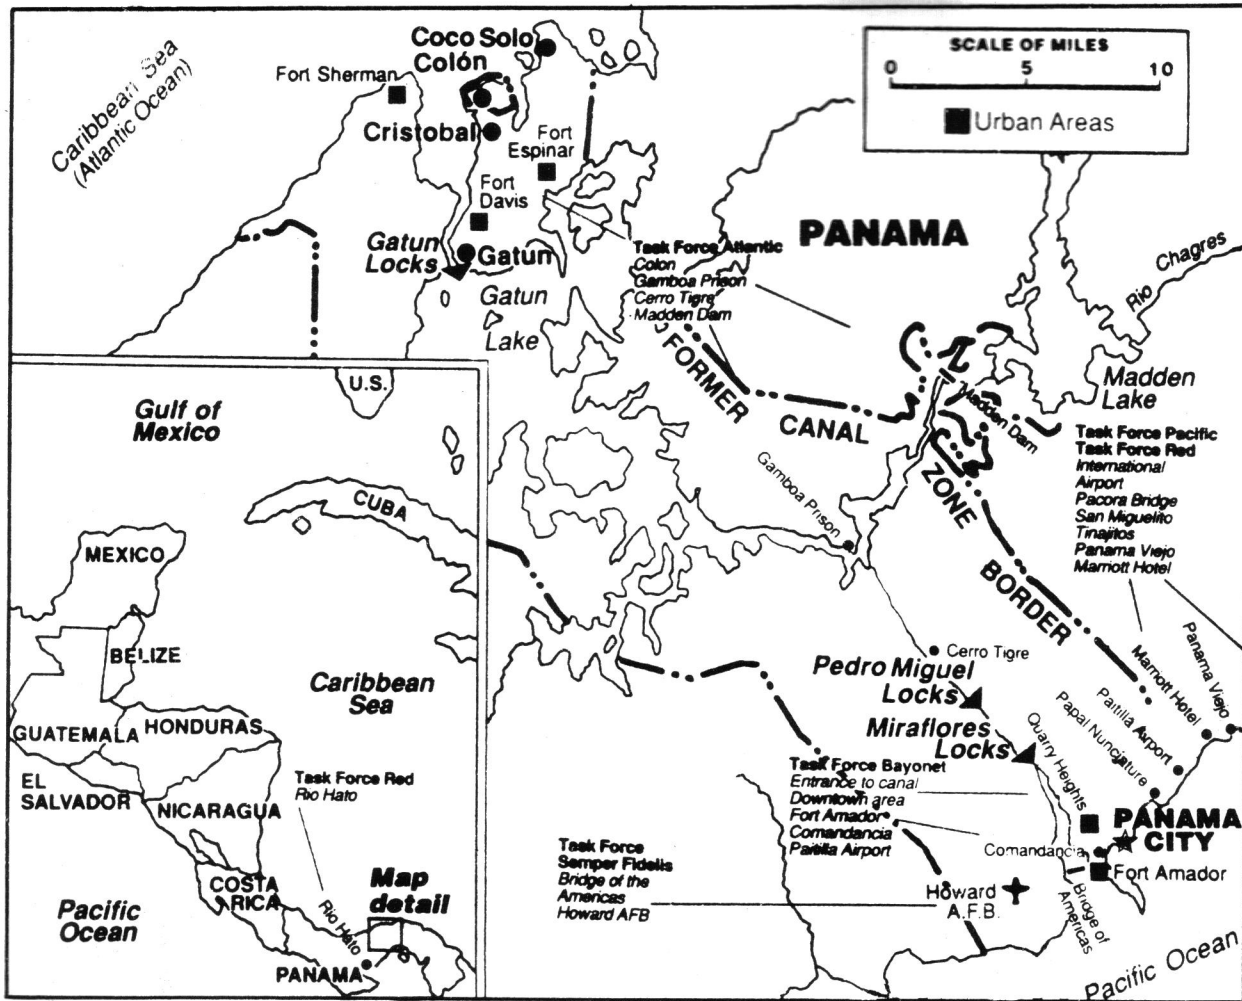 Caribbean Sea
(Atlantic Ocean)
Coco Solo
Colón
Fort Sherman
Cristobal
Fort
Espinar
Fort
Davis
Gatun
Locks
Gatun
Gatun
Lake
SCALE OF MILES
0 5 10
Urban Areas
PANAMA
Rio Chagres
Task Force Atlantic
Colon
Gamboa Prison
Cerro Tigre
Madden Dam
FORMER
CANAL
ZONE
BORDER
Madden
Lake
Madden Dam
Task Force Pacific
Task Force Red
International
Airport
Pacora Bridge
San Miguelito
Tinajitos
Panama Viejo
Marriott Hotel
Gamboa Prison
Cerro Tigre
Pedro Miguel
Locks
Miraflores
Locks
Quarry Heights
Panama Viejo
Marriott Hotel
Paitilla Airport
Papal Nunciature
Task Force Bayonet
Entrance to canal
Downtown area
Fort Amador
Comandancia
Paitilla Airport
PANAMA
CITY
Comandancia
Fort Amador
Task Force
Semper Fidelis
Bridge of the
Americas
Howard AFB
Howard
A.F.B.
Bridge of
Americas
Pacific Ocean
U.S.
Gulf of
Mexico
CUBA
MEXICO
BELIZE
Caribbean
Sea
GUATEMALA
HONDURAS
EL
SALVADOR
NICARAGUA
Task Force Red
Rio Hato
COSTA
RICA
Map
detail
Rio Hato
Pacific
Ocean
PANAMA